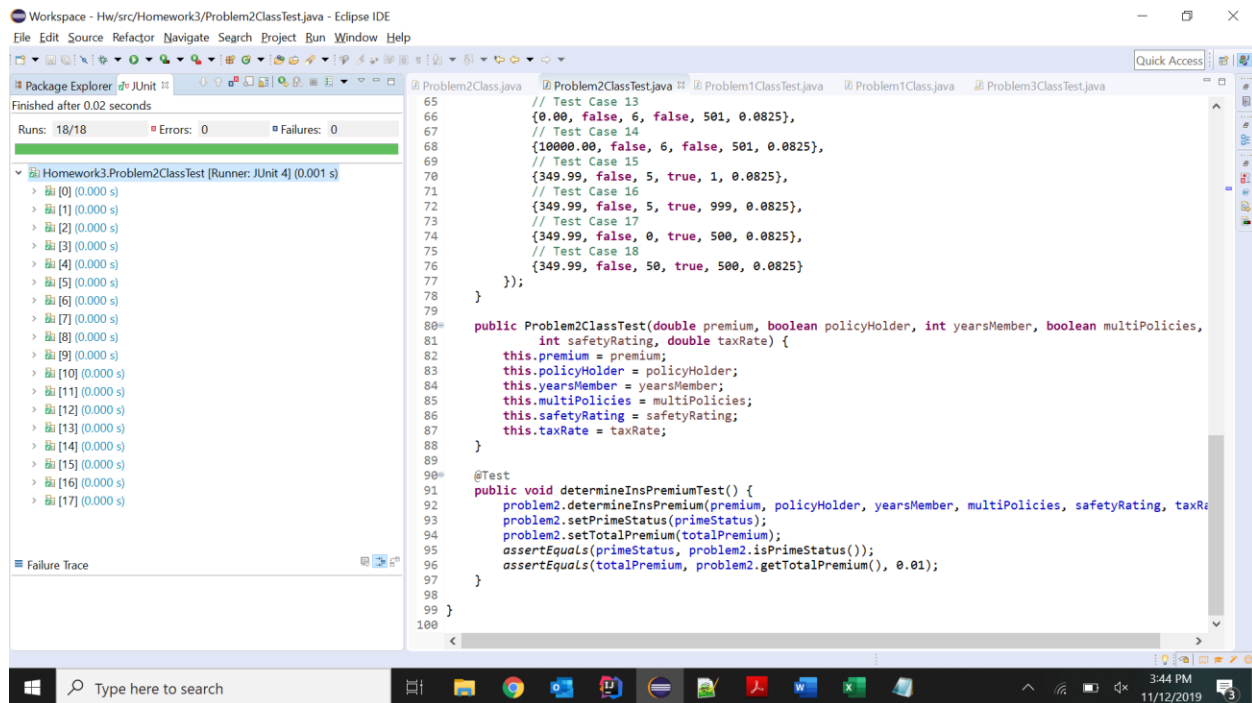 Workspace - Hw/src/Homework3/Problem2ClassTest.java - Eclipse IDE
File Edit Source Refactor Navigate Search Project Run Window Help
Quick Access
Package Explorer JUnit
Problem2Class.java Problem2ClassTest.java Problem1ClassTest.java Problem1Class.java Problem3ClassTest.java
Finished after 0.02 seconds
Runs: 18/18 Errors: 0 Failures: 0
Homework3.Problem2ClassTest [Runner: JUnit 4] (0.001 s)
[0] (0.000 s)
[1] (0.000 s)
[2] (0.000 s)
[3] (0.000 s)
[4] (0.000 s)
[5] (0.000 s)
[6] (0.000 s)
[7] (0.000 s)
[8] (0.000 s)
[9] (0.000 s)
[10] (0.000 s)
[11] (0.000 s)
[12] (0.000 s)
[13] (0.000 s)
[14] (0.000 s)
[15] (0.000 s)
[16] (0.000 s)
[17] (0.000 s)
Failure Trace
65 // Test Case 13
66 {0.00, false, 6, false, 501, 0.0825},
67 // Test Case 14
68 {10000.00, false, 6, false, 501, 0.0825},
69 // Test Case 15
70 {349.99, false, 5, true, 1, 0.0825},
71 // Test Case 16
72 {349.99, false, 5, true, 999, 0.0825},
73 // Test Case 17
74 {349.99, false, 0, true, 500, 0.0825},
75 // Test Case 18
76 {349.99, false, 50, true, 500, 0.0825}
77 });
78 }
79
80 public Problem2ClassTest(double premium, boolean policyHolder, int yearsMember, boolean multiPolicies,
81 int safetyRating, double taxRate) {
82 this.premium = premium;
83 this.policyHolder = policyHolder;
84 this.yearsMember = yearsMember;
85 this.multiPolicies = multiPolicies;
86 this.safetyRating = safetyRating;
87 this.taxRate = taxRate;
88 }
89
90 @Test
91 public void determineInsPremiumTest() {
92 problem2.determineInsPremium(premium, policyHolder, yearsMember, multiPolicies, safetyRating, taxRa
93 problem2.setPrimeStatus(primeStatus);
94 problem2.setTotalPremium(totalPremium);
95 assertEquals(primeStatus, problem2.isPrimeStatus());
96 assertEquals(totalPremium, problem2.getTotalPremium(), 0.01);
97 }
98
99 }
100
Type here to search
3:44 PM
11/12/2019
3